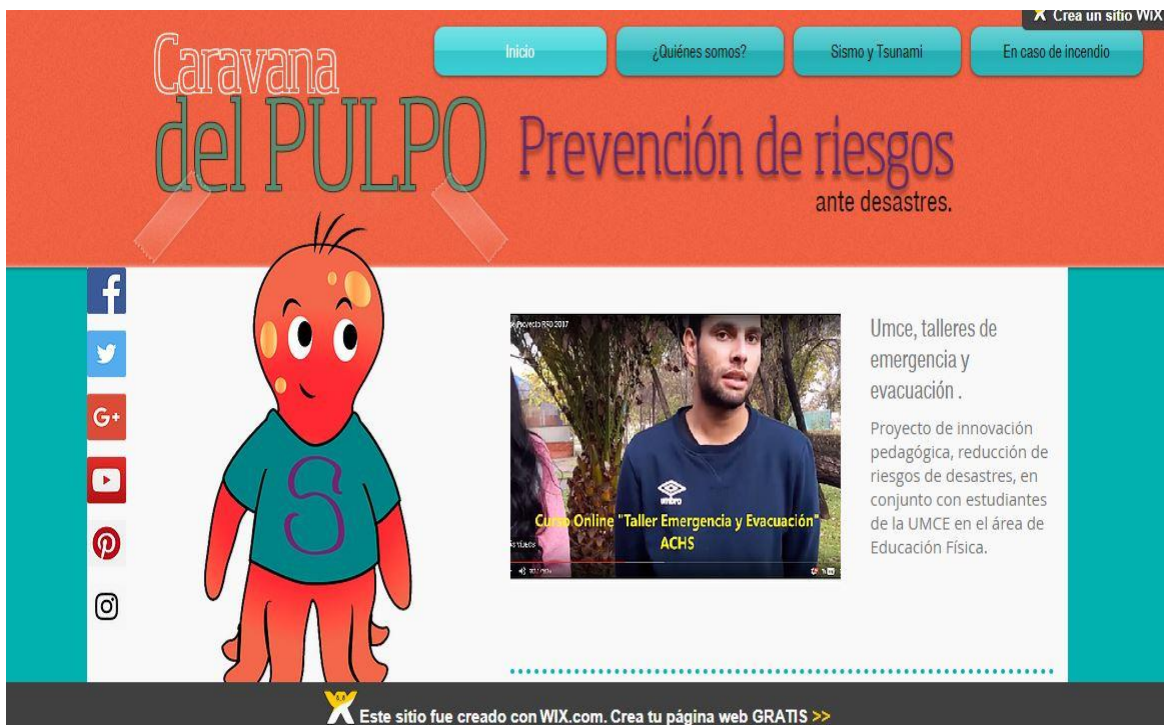 Crea un sitio WIX
Inicio
¿Quiénes somos?
Sismo y Tsunami
En caso de incendio
Caravana
del PULPO
Prevención de riesgos
ante desastres.
f
G+
S
Proyecto RSD 2017
umbro
Curso Online "Taller Emergencia y Evacuación"
ACHS
Umce, talleres de
emergencia y
evacuación .
Proyecto de innovación
pedagógica, reducción de
riesgos de desastres, en
conjunto con estudiantes
de la UMCE en el área de
Educación Física.
Este sitio fue creado con WIX.com. Crea tu página web GRATIS >>